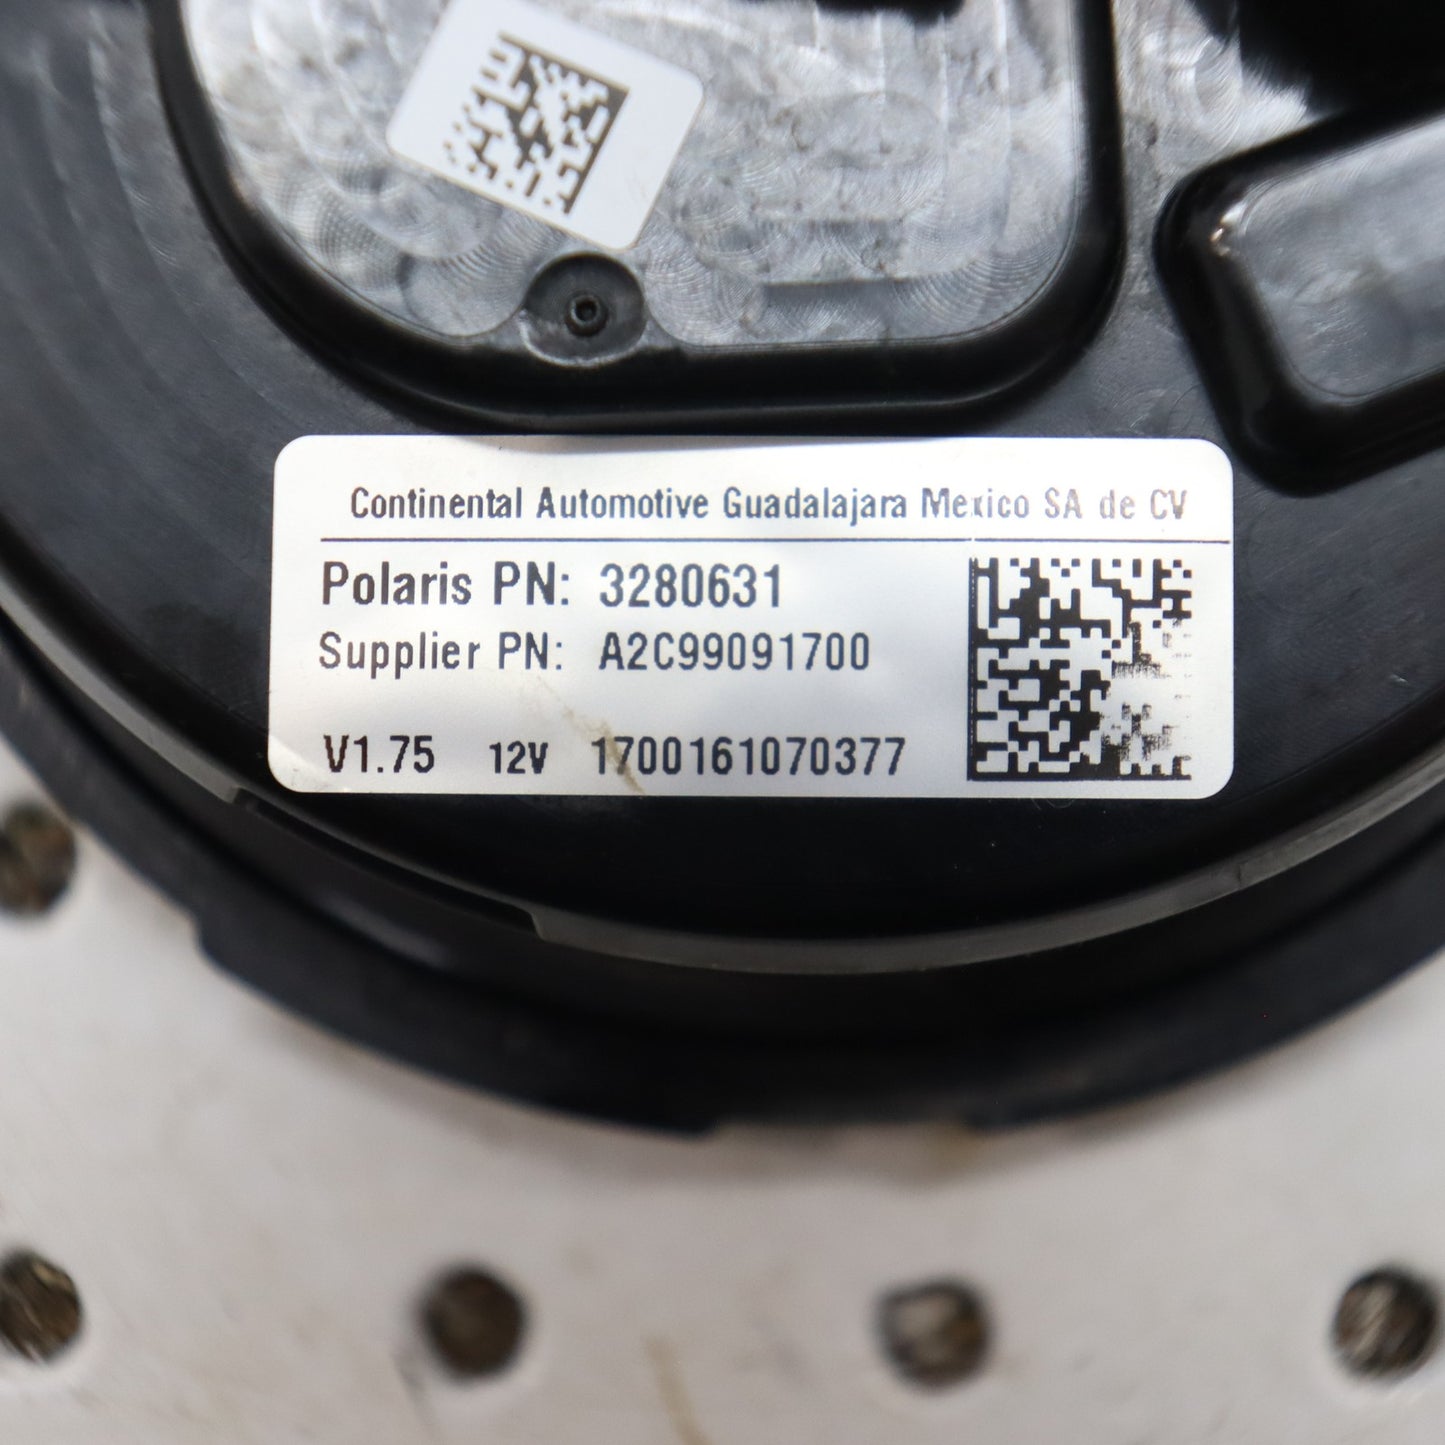 Continental Automotive Guadalajara Mexico SA de CV
Polaris PN: 3280631
Supplier PN: A2C99091700
V1.75 12V 1700161070377